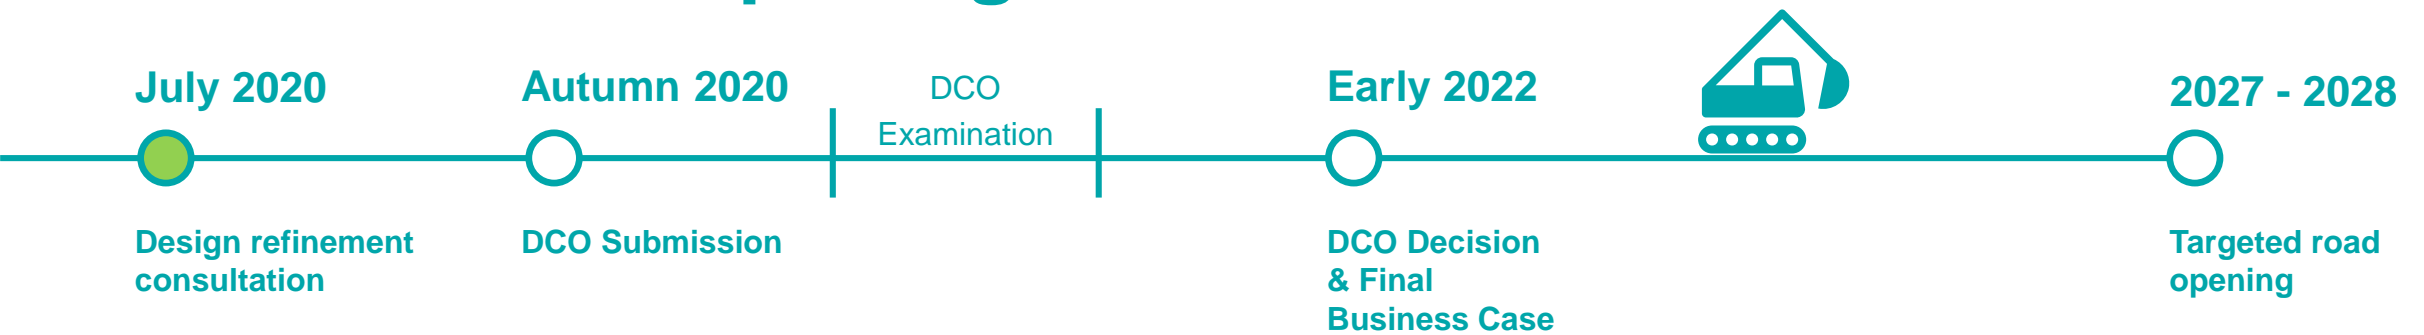 July 2020
Design refinement
consultation
Autumn 2020
DCO Submission
DCO
Examination
Early 2022
DCO Decision
& Final
Business Case
2027 - 2028
Targeted road
opening